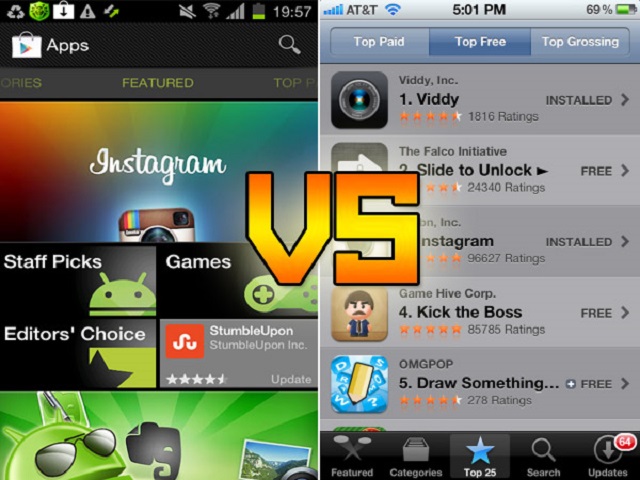 19:57
Apps
ORIES
FEATURED
TOP P
Instagram
Staff Picks
Games
Editors' Choice
StumbleUpon
StumbleUpon Inc.
Update
VS
AT&T
5:01 PM
69%
Top Paid
Top Free
Top Grossing
Viddy, Inc.
1. Viddy
INSTALLED
1816 Ratings
The Falco Initiative
2. Slide to Unlock ►
FREE
24340 Ratings
on, Inc.
Instagram
INSTALLED
96627 Ratings
Game Hive Corp.
4. Kick the Boss
FREE
85785 Ratings
OMGPOP
5. Draw Something...
FREE
278 Ratings
DRAW
Featured
Categories
Top 25
Search
64
Updates